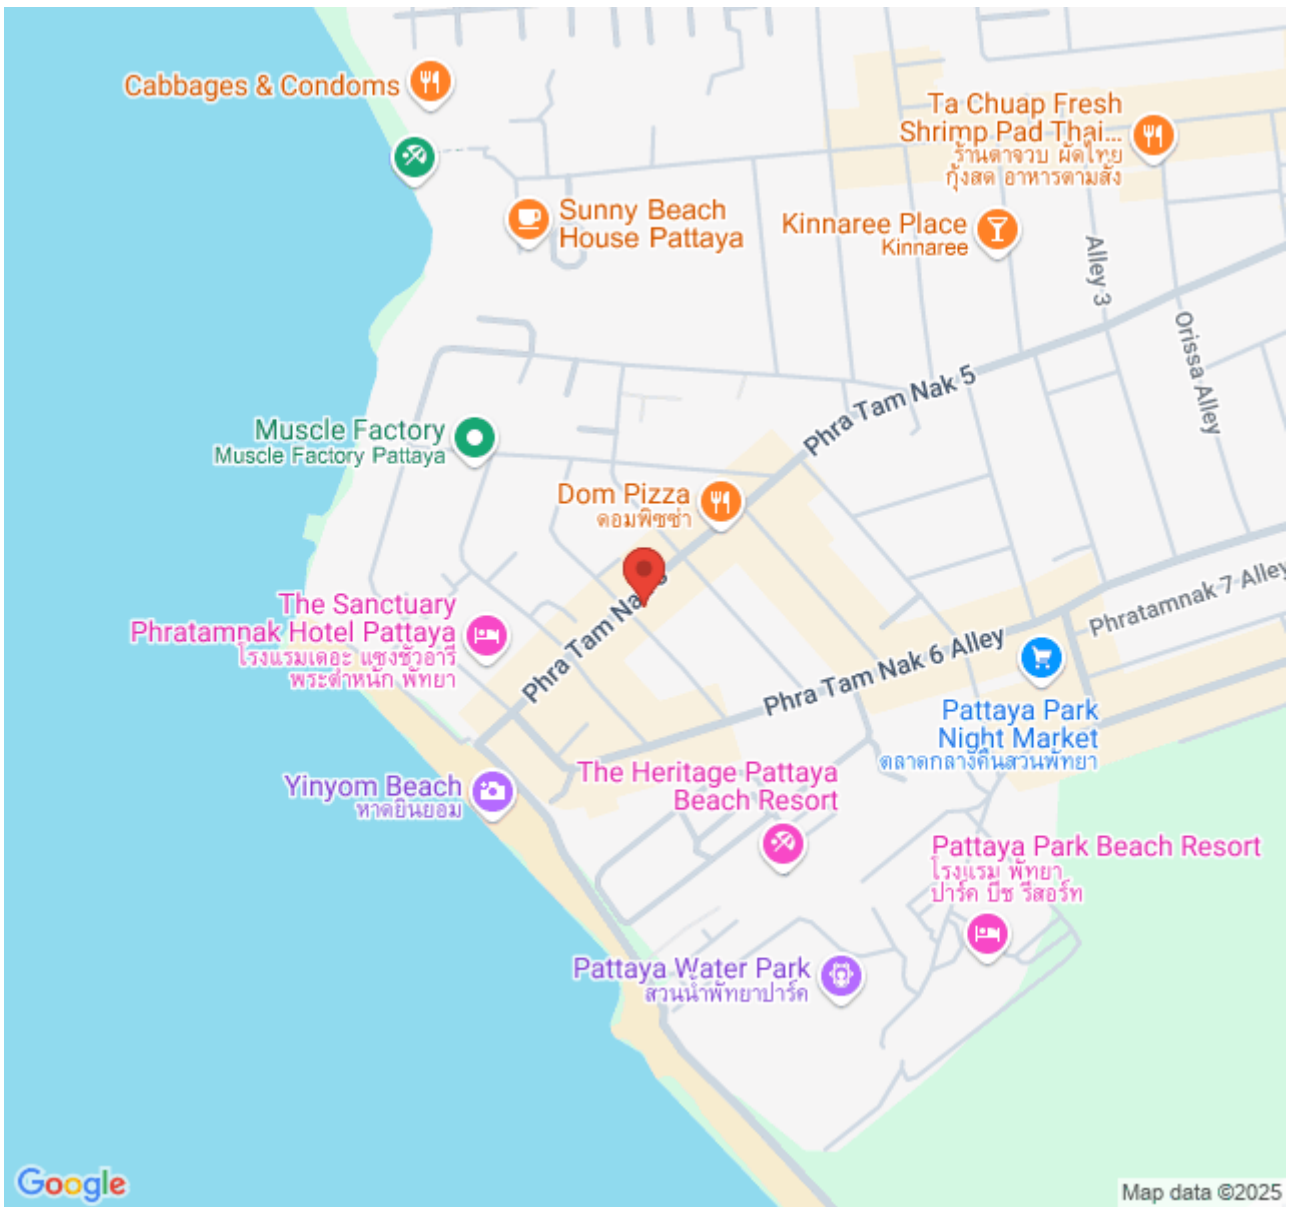 Cabbages & Condoms
Ta Chuap Fresh
Shrimp Pad Thai...
ร้านตาจวบ ผัดไทย
กุ้งสด อาหารตามสั่ง
Sunny Beach
House Pattaya
Kinnaree Place
Kinnaree
Alley 3
Orissa Alley
Phra Tam Nak 5
Muscle Factory
Muscle Factory Pattaya
Dom Pizza
ดอมพิซซ่า
Phra Tam Na
The Sanctuary
Phratamnak Hotel Pattaya
โรงแรมเดอะ แซงชัวอารี
พระตำหนัก พัทยา
Phratamnak 7 Alley
Phra Tam Nak 6 Alley
Pattaya Park
Night Market
ตลาดกลางคืนสวนพัทยา
Yinyom Beach
หาดยินยอม
The Heritage Pattaya
Beach Resort
Pattaya Park Beach Resort
โรงแรม พัทยา
ปาร์ค บีช รีสอร์ท
Pattaya Water Park
สวนน้ำพัทยาปาร์ค
Google
Map data ©2025